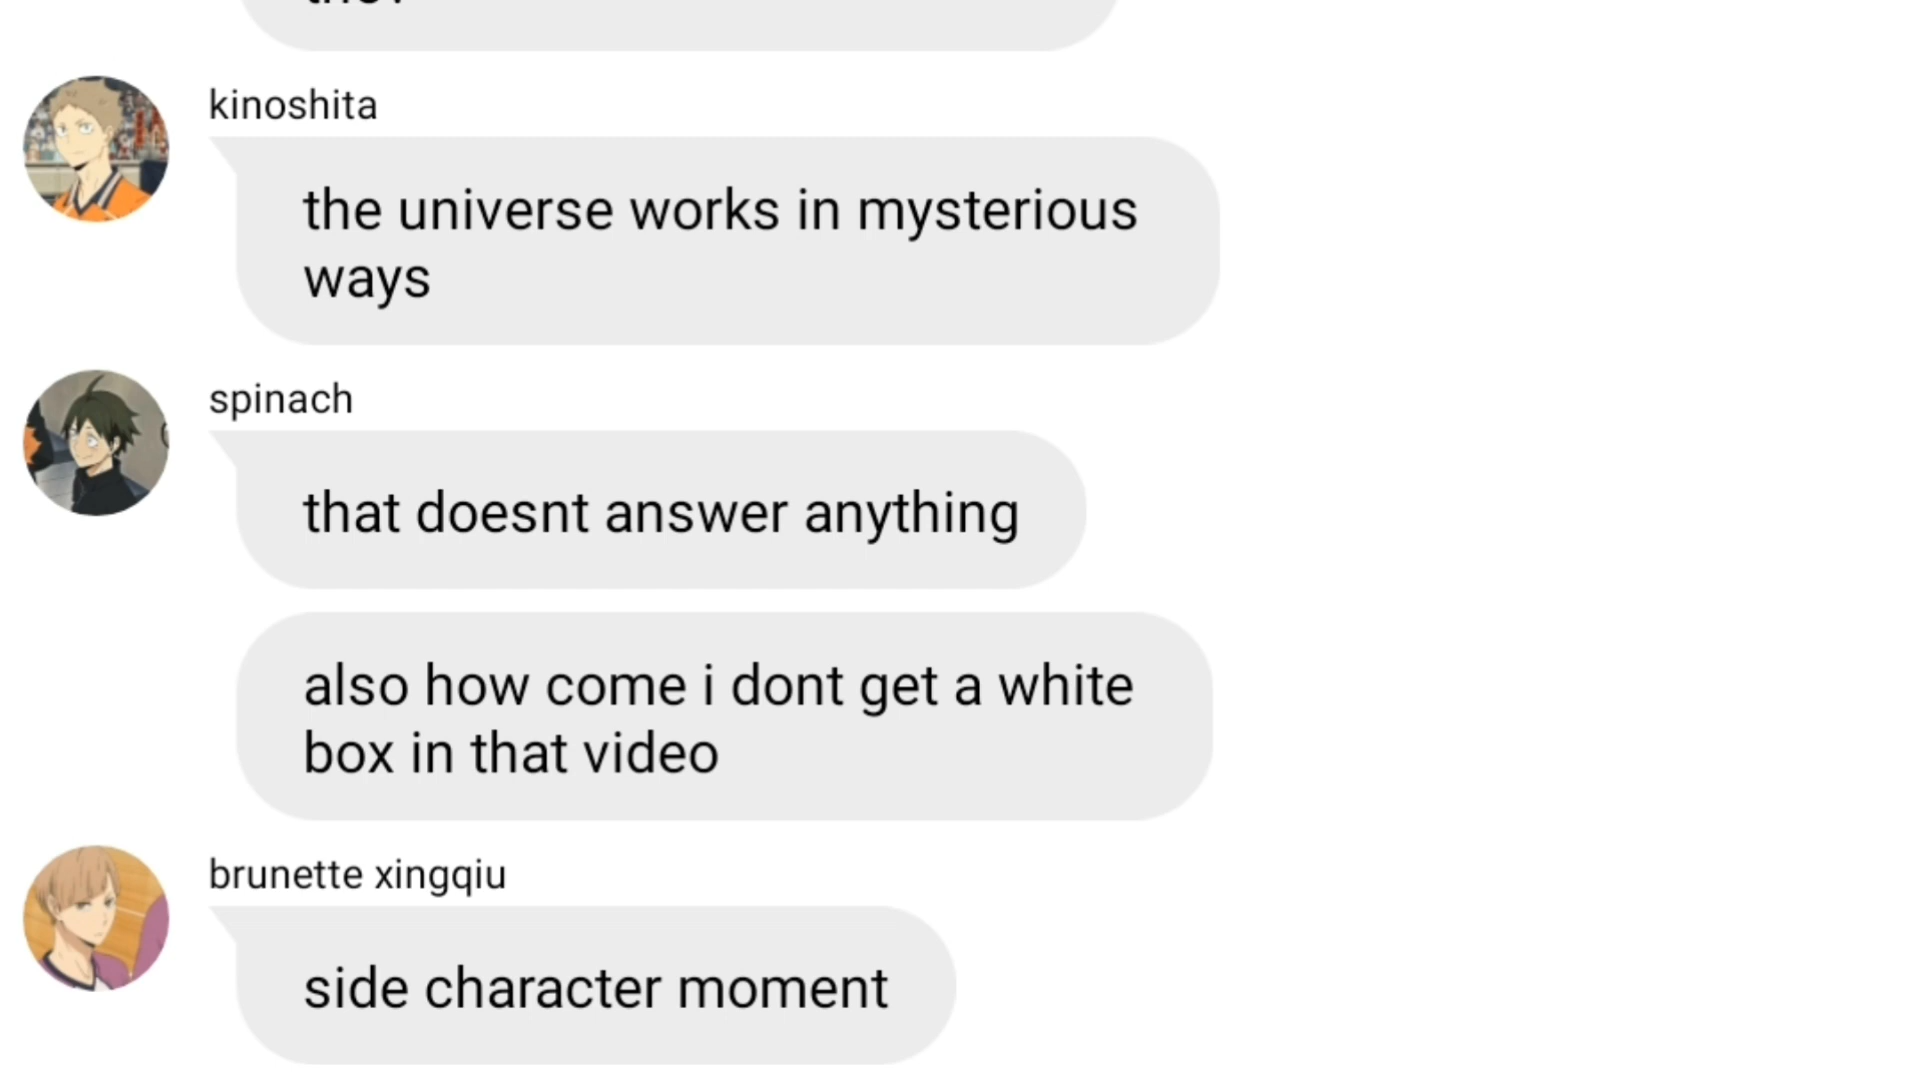 kinoshita
the universe works in mysterious
ways
spinach
that doesnt answer anything
also how come i dont get a white
box in that video
brunette xingqiu
side character moment